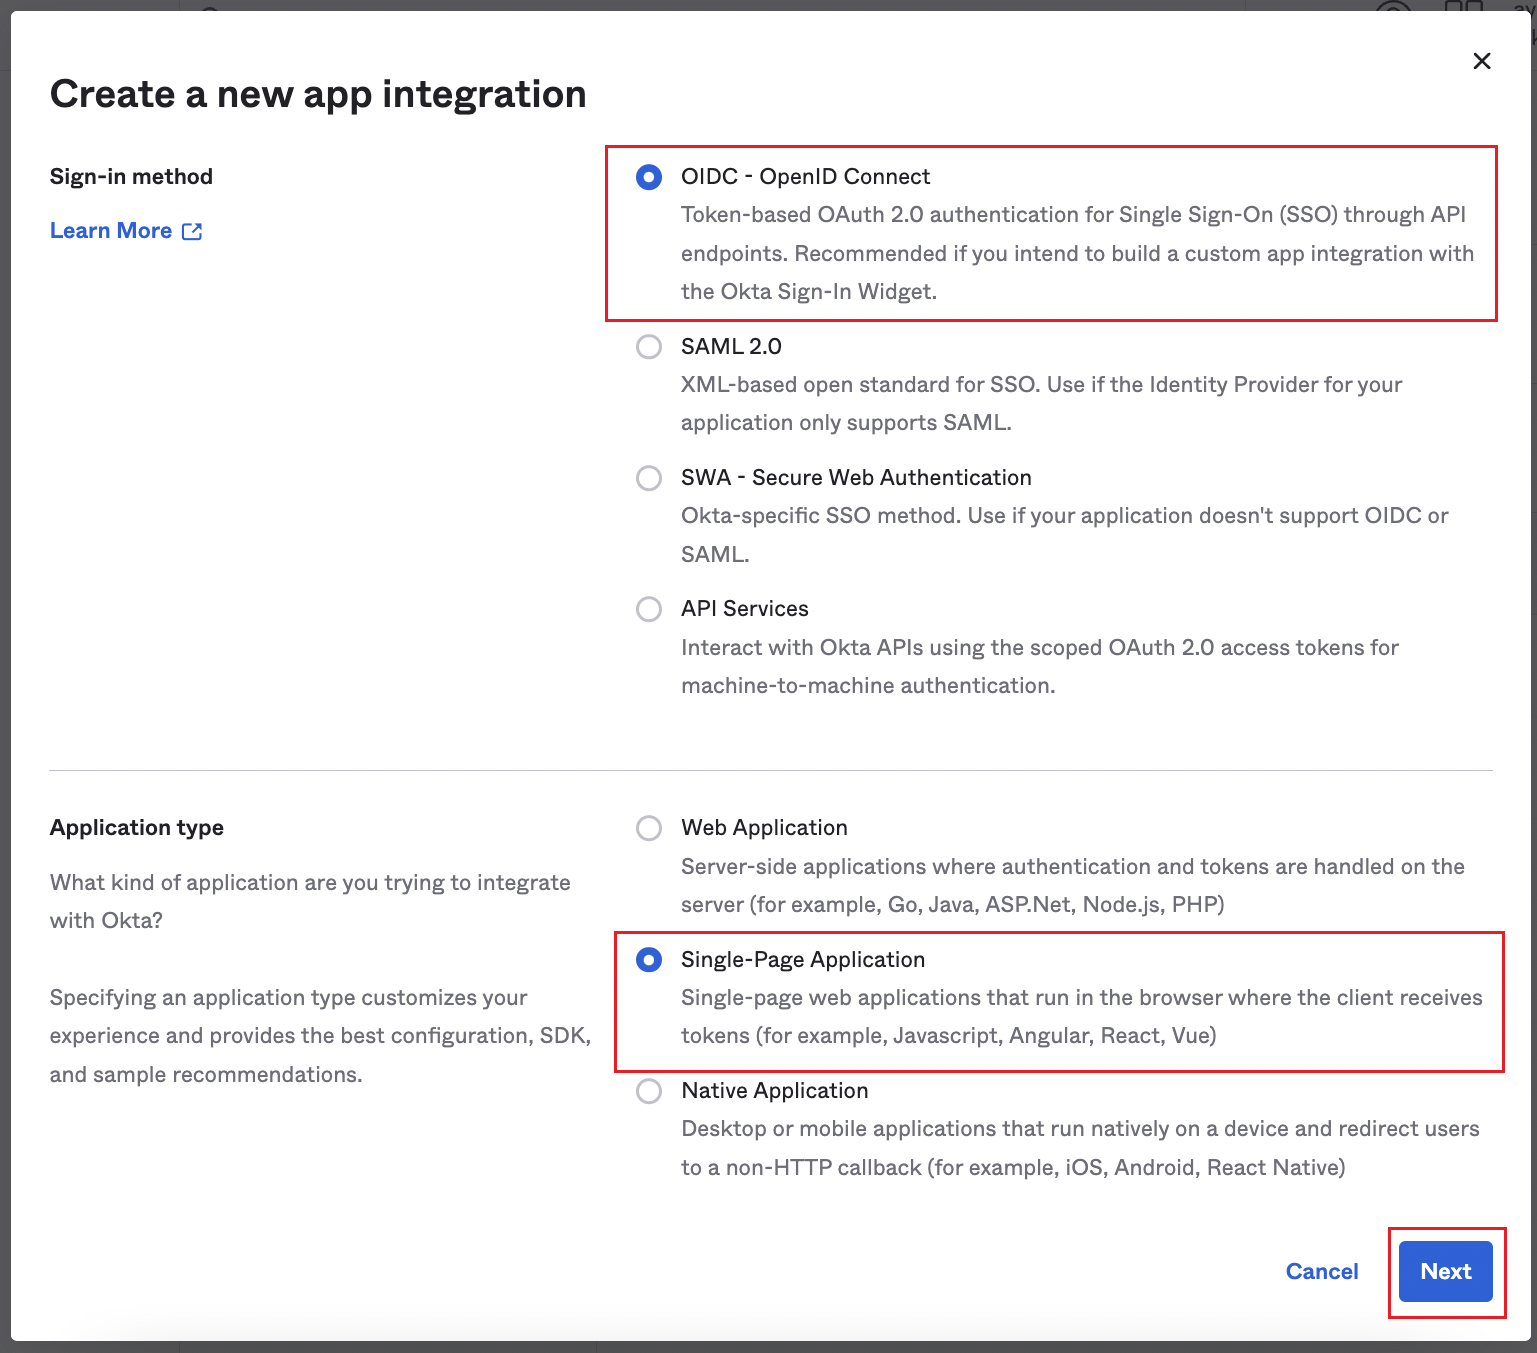 Create a new app integration
Sign-in method
Learn More
OIDC - OpenID Connect
Token-based OAuth 2.0 authentication for Single Sign-On (SSO) through API
endpoints. Recommended if you intend to build a custom app integration with
the Okta Sign-In Widget.
SAML 2.0
XML-based open standard for SSO. Use if the Identity Provider for your
application only supports SAML.
SWA - Secure Web Authentication
Okta-specific SSO method. Use if your application doesn't support OIDC or
SAML.
API Services
Interact with Okta APIs using the scoped OAuth 2.0 access tokens for
machine-to-machine authentication.
Application type
What kind of application are you trying to integrate
with Okta?
Specifying an application type customizes your
experience and provides the best configuration, SDK,
and sample recommendations.
Web Application
Server-side applications where authentication and tokens are handled on the
server (for example, Go, Java, ASP.Net, Node.js, PHP)
Single-Page Application
Single-page web applications that run in the browser where the client receives
tokens (for example, Javascript, Angular, React, Vue)
Native Application
Desktop or mobile applications that run natively on a device and redirect users
to a non-HTTP callback (for example, iOS, Android, React Native)
Cancel
Next